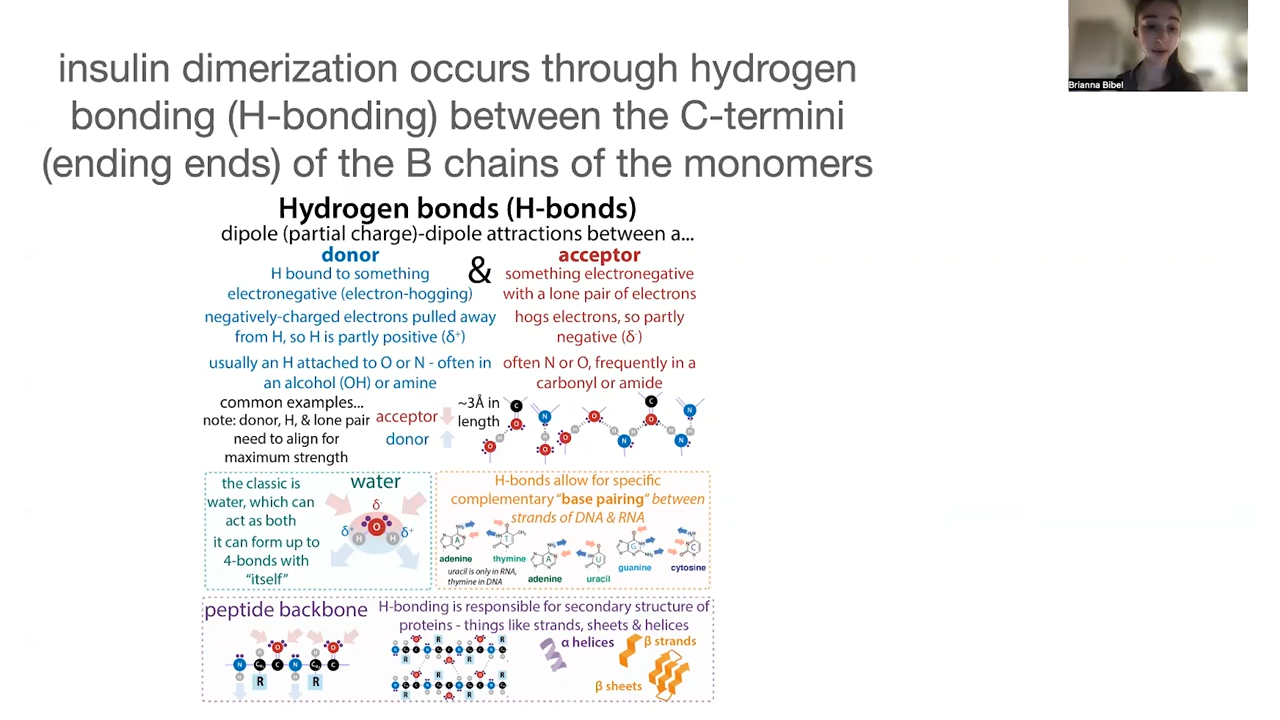 insulin dimerization occurs through hydrogen
bonding (H-bonding) between the C-termini
(ending ends) of the B chains of the monomers
Brianna Bibel
Hydrogen bonds (H-bonds)
dipole (partial charge)-dipole attractions between a...
donor
&
acceptor
H bound to something
electronegative (electron-hogging)
something electronegative
with a lone pair of electrons
negatively-charged electrons pulled away
from H, so H is partly positive (δ⁺)
hogs electrons, so partly
negative (δ⁻)
usually an H attached to O or N - often in
an alcohol (OH) or amine
often N or O, frequently in a
carbonyl or amide
common examples...
note: donor, H, & lone pair
need to align for
maximum strength
acceptor
donor
~3Å in
length
the classic is
water, which can
act as both
it can form up to
4-bonds with
"itself"
water
δ⁻
δ⁺
δ⁺
O
H
H
H-bonds allow for specific
complementary "base pairing" between
strands of DNA & RNA
adenine
thymine
uracil is only in RNA,
thymine in DNA
adenine
uracil
guanine
cytosine
peptide backbone
R
R
H-bonding is responsible for secondary structure of
proteins - things like strands, sheets & helices
α helices
β strands
β sheets